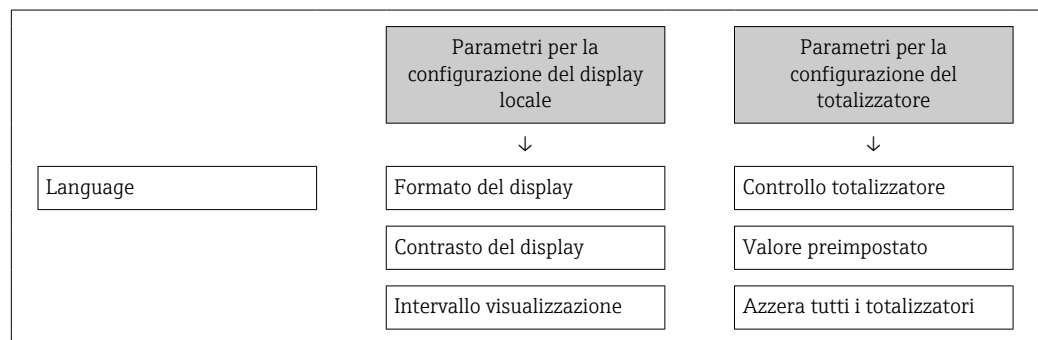 Parametri per la
configurazione del display
locale
Parametri per la
configurazione del
totalizzatore
↓
↓
Language
Formato del display
Controllo totalizzatore
Contrasto del display
Valore preimpostato
Intervallo visualizzazione
Azzera tutti i totalizzatori